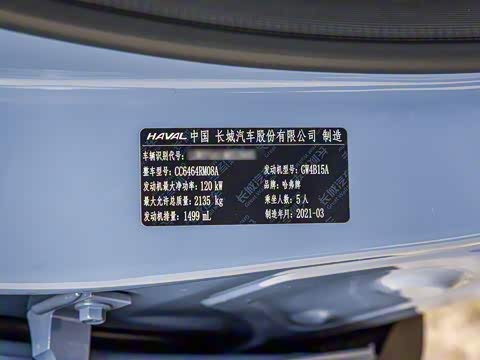 HAVAL 中国 长城汽车股份有限公司 制造
车辆识别代号:
整车型号: CC6464RM08A 发动机型号: GW4B15A
发动机最大净功率: 120 kW 品牌: 哈弗牌
最大允许总质量: 2135 kg 乘坐人数: 5 人
发动机排量: 1499 mL 制造年月: 2021-03